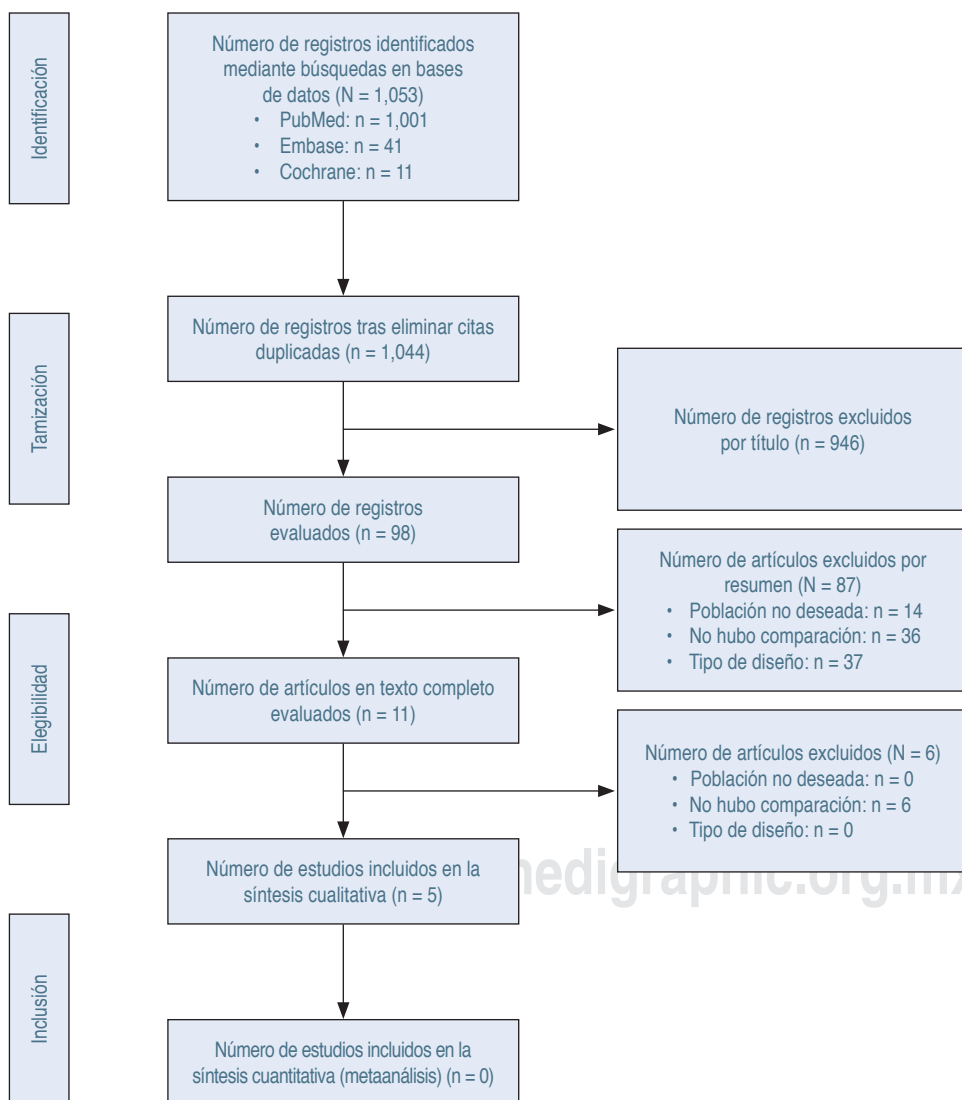 Identificación
Número de registros identificados
mediante búsquedas en bases
de datos (N = 1,053)
• PubMed: n = 1,001
• Embase: n = 41
• Cochrane: n = 11
Tamización
Número de registros tras eliminar citas
duplicadas (n = 1,044)
Número de registros excluidos
por título (n = 946)
Número de registros
evaluados (n = 98)
Número de artículos excluidos por
resumen (N = 87)
• Población no deseada: n = 14
• No hubo comparación: n = 36
• Tipo de diseño: n = 37
Elegibilidad
Número de artículos en texto completo
evaluados (n = 11)
Número de artículos excluidos (N = 6)
• Población no deseada: n = 0
• No hubo comparación: n = 6
• Tipo de diseño: n = 0
Número de estudios incluidos en la
síntesis cualitativa (n = 5)
Inclusión
Número de estudios incluidos en la
síntesis cuantitativa (metaanálisis) (n = 0)